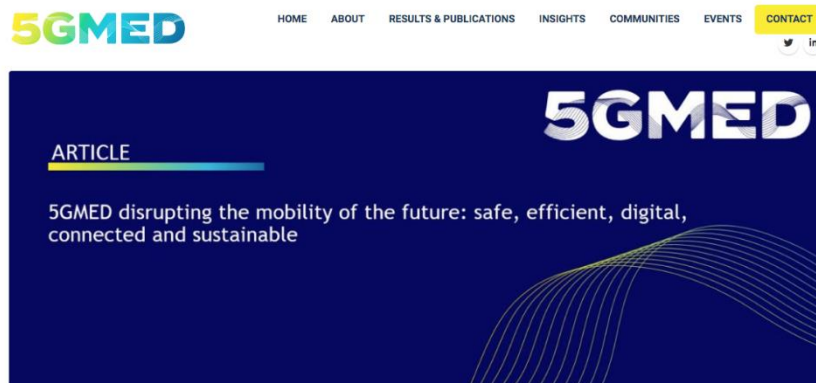 5GMED
HOME ABOUT RESULTS & PUBLICATIONS INSIGHTS COMMUNITIES EVENTS CONTACT
in
5GMED
ARTICLE
5GMED disrupting the mobility of the future: safe, efficient, digital,
connected and sustainable